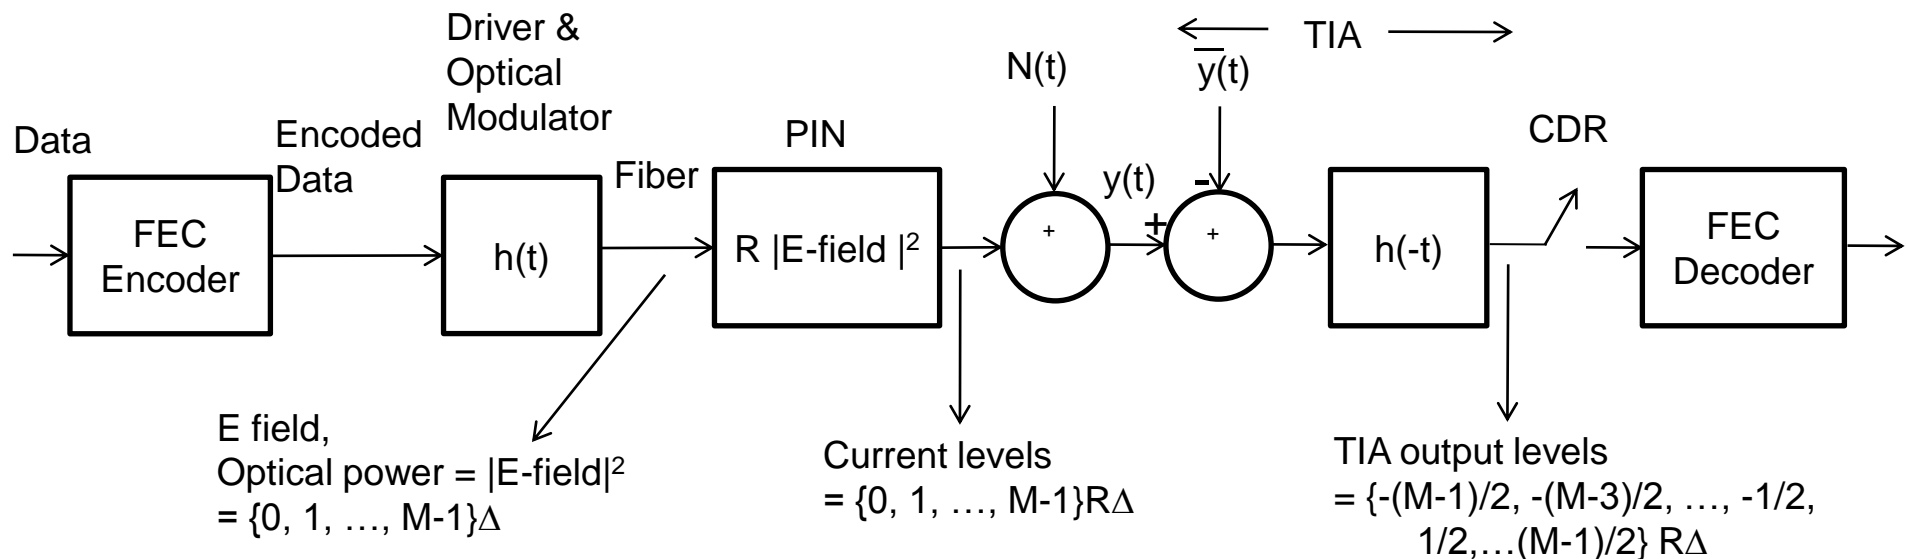 Driver &
Optical
Modulator
TIA
N(t)
y̅(t)
Data
Encoded
Data
Fiber
PIN
y(t)
CDR
-
+
FEC
Encoder
h(t)
R |E-field |²
+
+
h(-t)
FEC
Decoder
E field,
Optical power = |E-field|²
= {0, 1, …, M-1}Δ
Current levels
= {0, 1, …, M-1}RΔ
TIA output levels
= {-(M-1)/2, -(M-3)/2, …, -1/2,
1/2,…(M-1)/2} RΔ